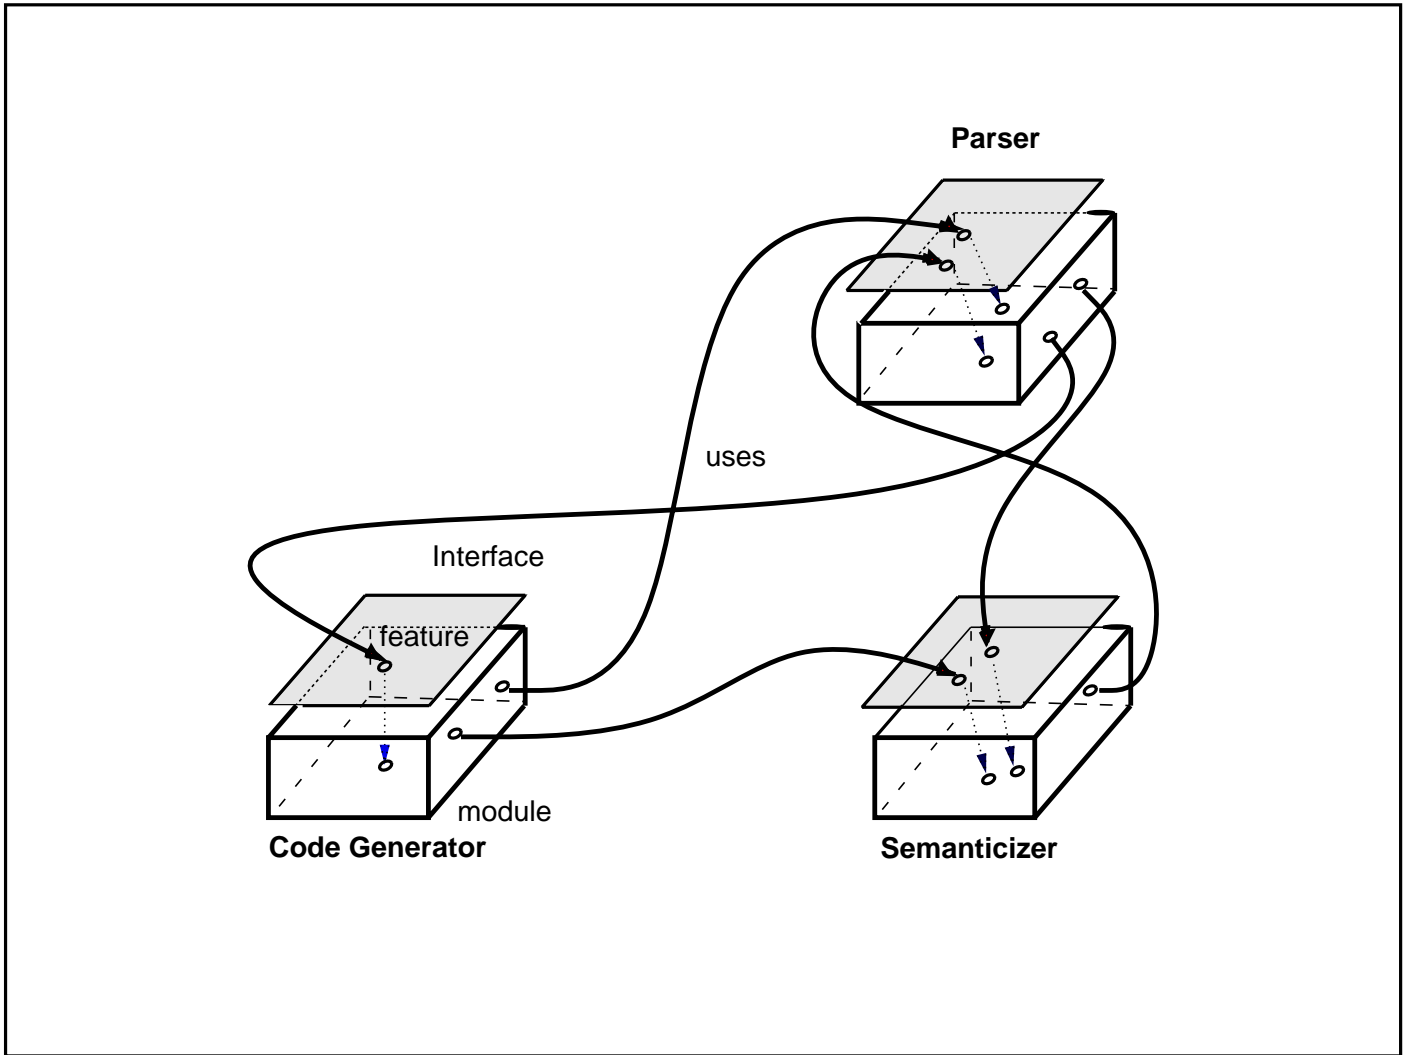 Parser
uses
Interface
feature
module
Code Generator
Semanticizer